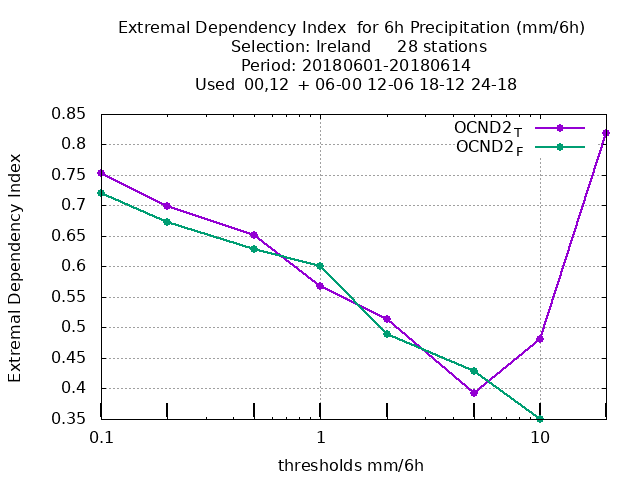 Extremal Dependency Index  for 6h Precipitation (mm/6h)
Selection: Ireland     28 stations
Period: 20180601-20180614
Used  00,12  + 06-00 12-06 18-12 24-18
Extremal Dependency Index
0.85
0.8
0.75
0.7
0.65
0.6
0.55
0.5
0.45
0.4
0.35
OCND2T
OCND2F
0.1
1
10
thresholds mm/6h